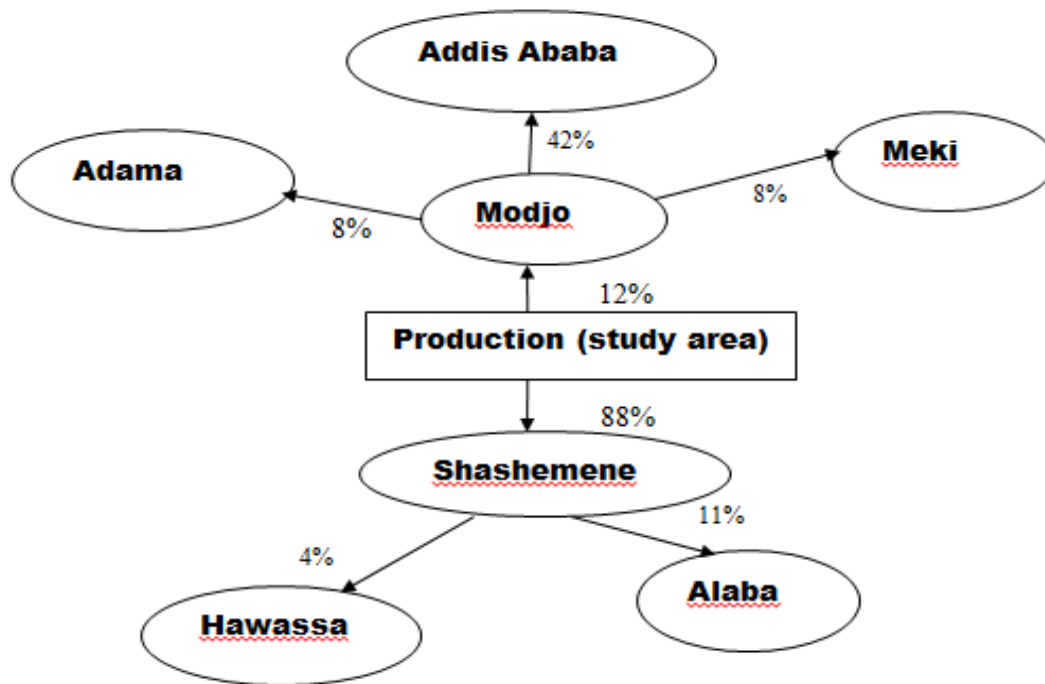 Addis Ababa
42%
Adama
Meki
8%
Modjo
8%
12%
Production (study area)
88%
Shashemene
11%
4%
Alaba
Hawassa